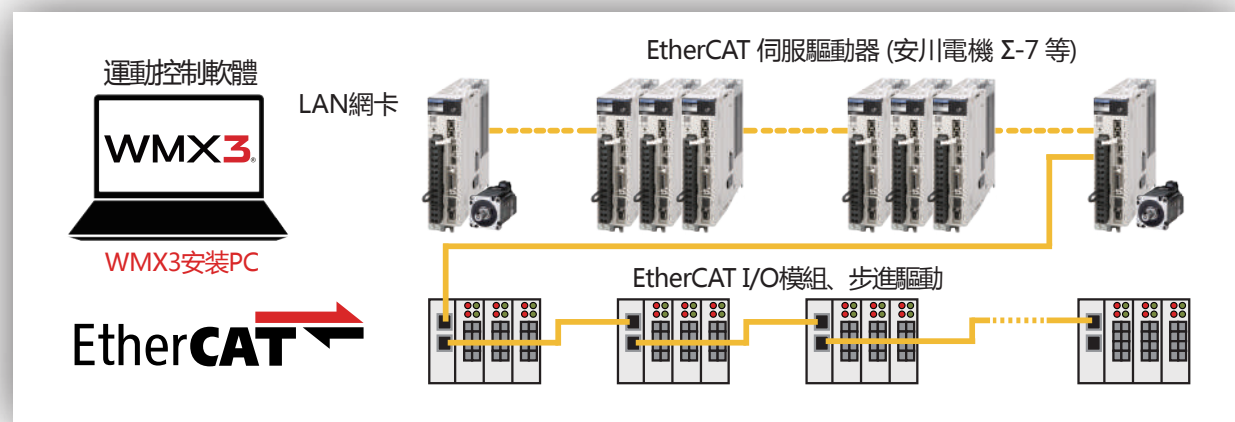 EtherCAT 伺服驅動器 (安川電機 Σ-7 等)
運動控制軟體
LAN網卡
WMX3®
WMX3安裝PC
EtherCAT I/O模組、步進驅動
EtherCAT